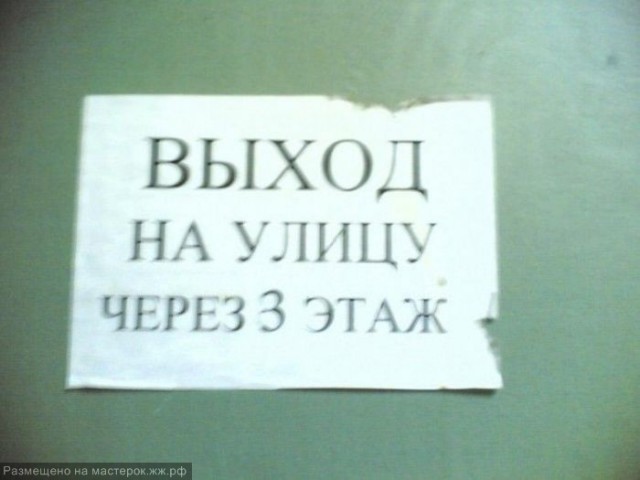 ВЫХОД
НА УЛИЦУ
ЧЕРЕЗ 3 ЭТАЖ
Размещено на мастерок.жж.рф